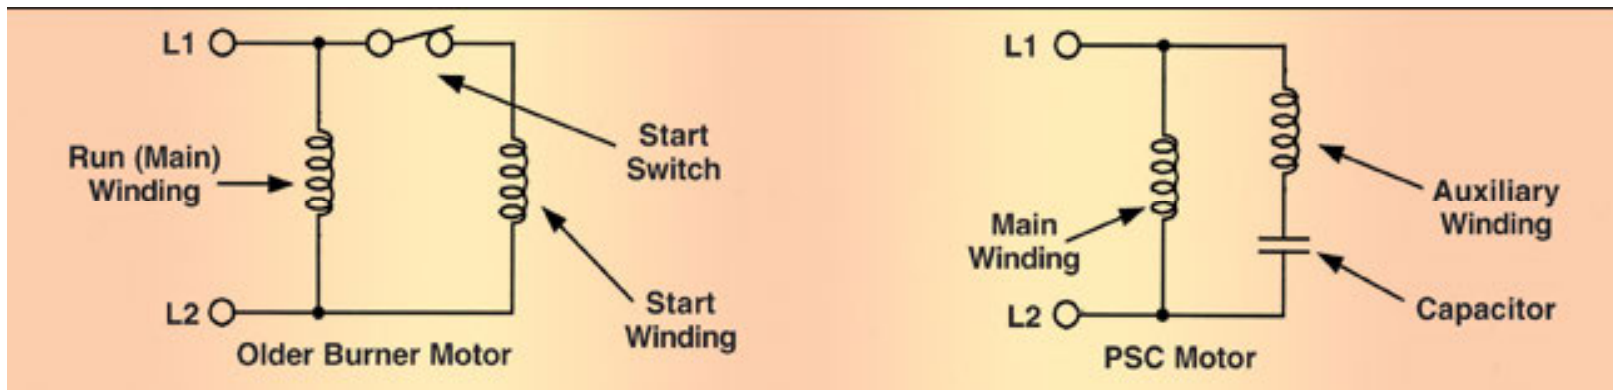 L1
Start
Switch
Run (Main)
Winding
Start
Winding
L2
Older Burner Motor
L1
Auxiliary
Winding
Main
Winding
Capacitor
L2
PSC Motor